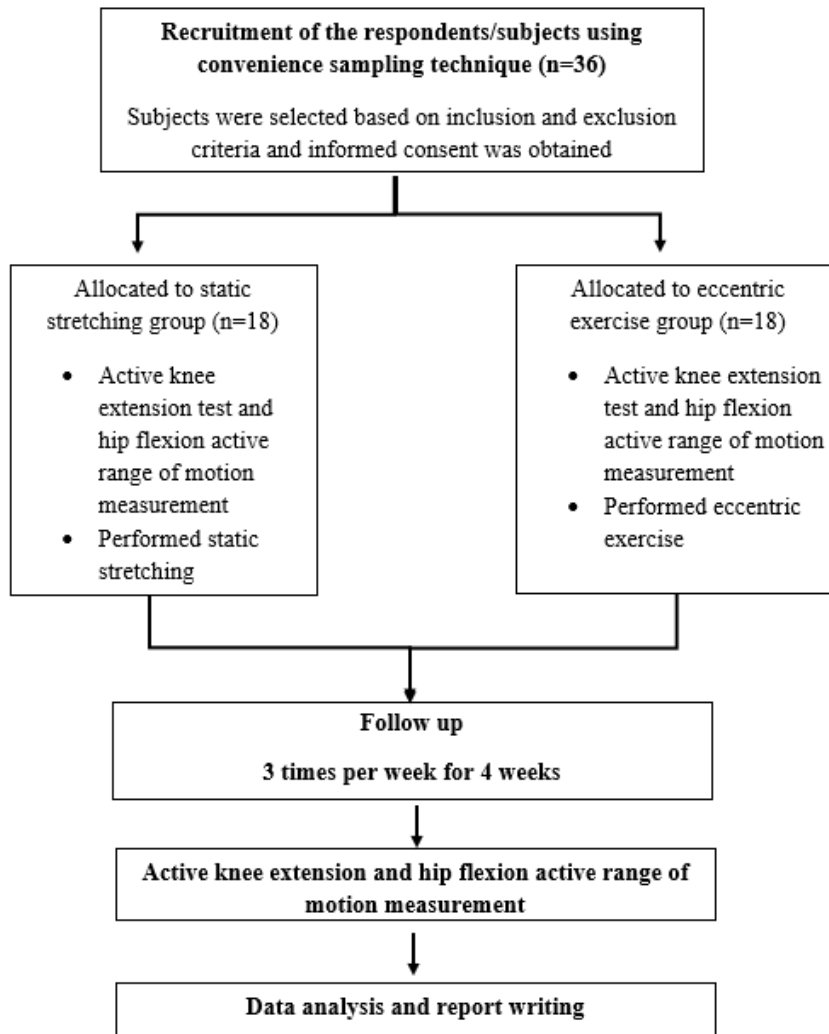 Recruitment of the respondents/subjects using
convenience sampling technique (n=36)
Subjects were selected based on inclusion and exclusion
criteria and informed consent was obtained
Allocated to static
stretching group (n=18)
• Active knee
extension test and
hip flexion active
range of motion
measurement
• Performed static
stretching
Allocated to eccentric
exercise group (n=18)
• Active knee extension
test and hip flexion
active range of motion
measurement
• Performed eccentric
exercise
Follow up
3 times per week for 4 weeks
Active knee extension and hip flexion active range of
motion measurement
Data analysis and report writing